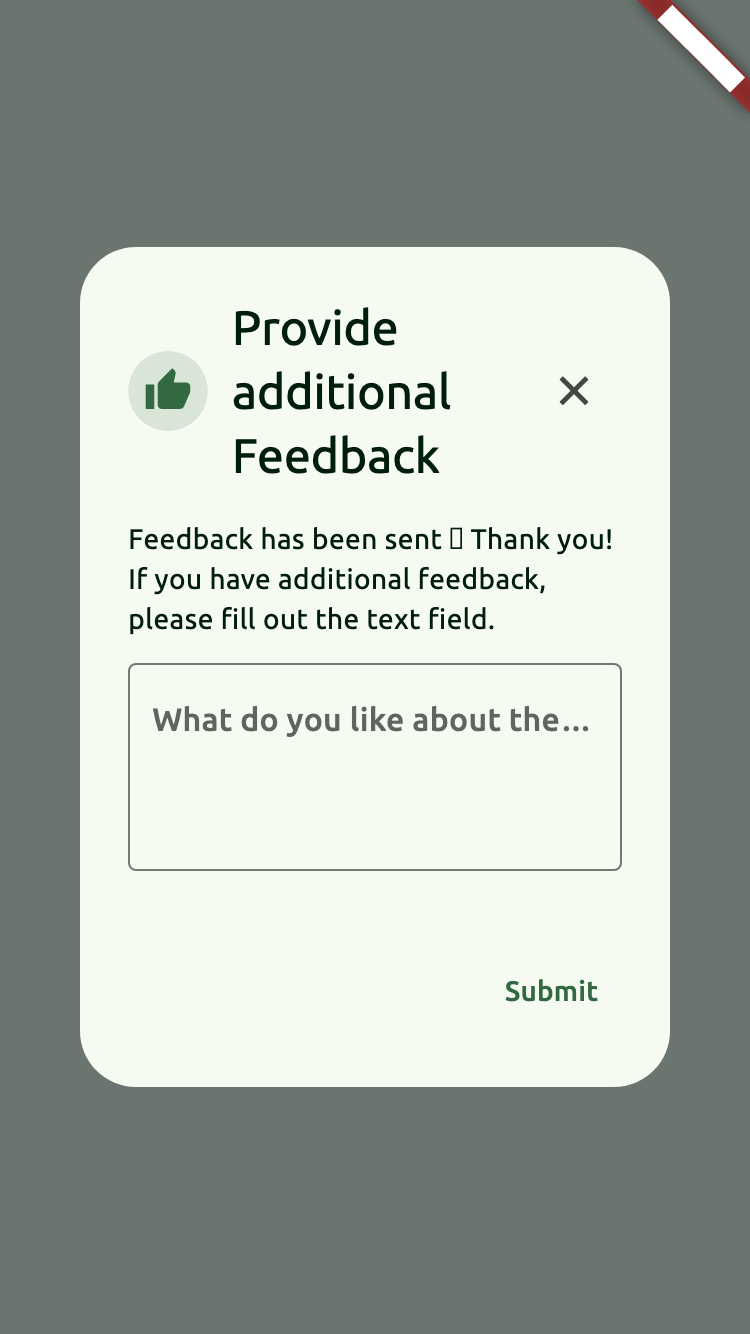 Provide
additional
Feedback
Feedback has been sent Thank you!
If you have additional feedback,
please fill out the text field.
What do you like about the...
Submit